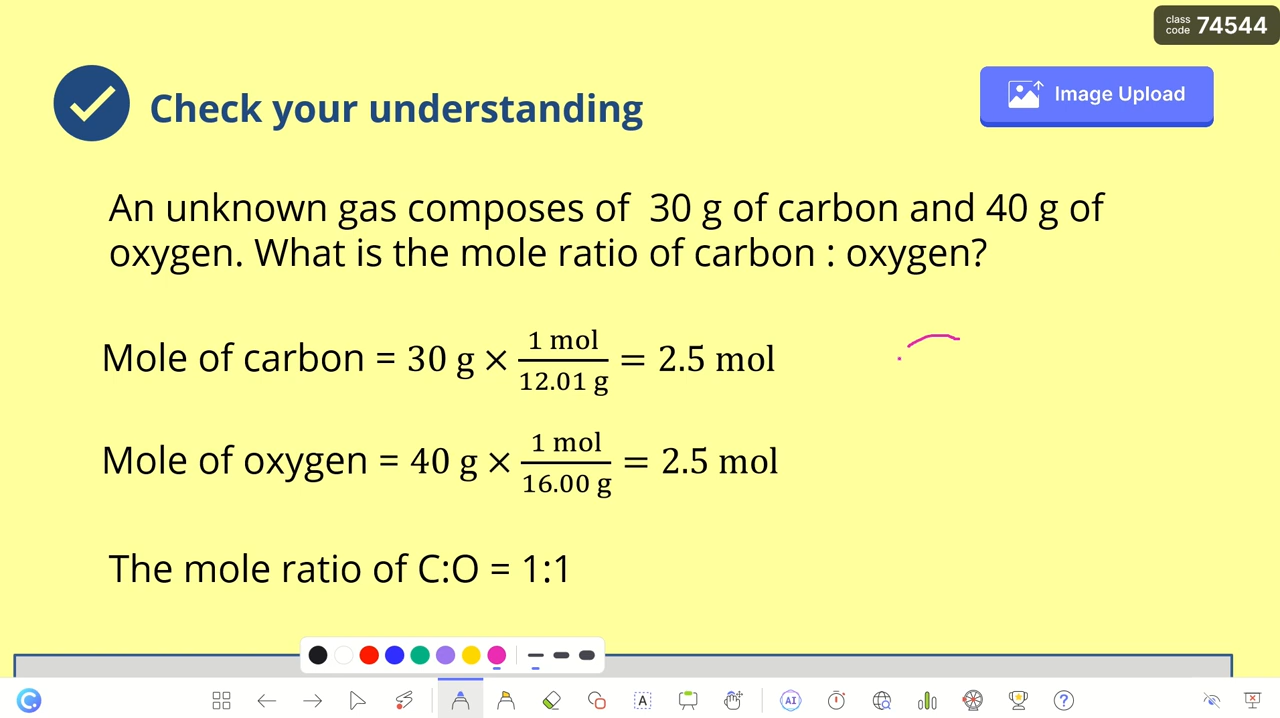 class code 74544
Check your understanding
Image Upload
An unknown gas composes of 30 g of carbon and 40 g of
oxygen. What is the mole ratio of carbon : oxygen?
Mole of carbon = 30 g × 1 mol/12.01 g = 2.5 mol
Mole of oxygen = 40 g × 1 mol/16.00 g = 2.5 mol
The mole ratio of C:O = 1:1
A
AI
?